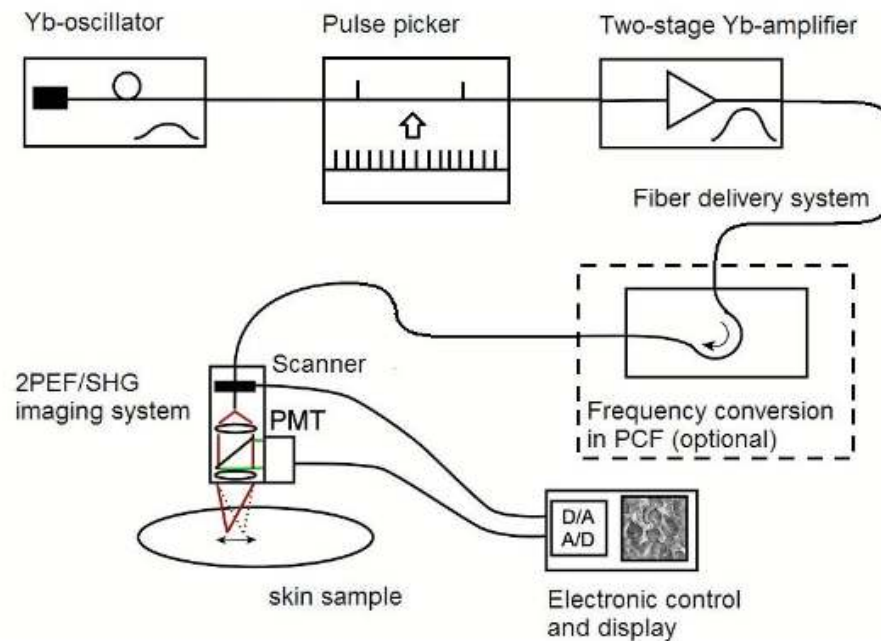 Yb-oscillator
Pulse picker
Two-stage Yb-amplifier
Fiber delivery system
2PEF/SHG
imaging system
Scanner
PMT
Frequency conversion
in PCF (optional)
D/A
A/D
skin sample
Electronic control
and display